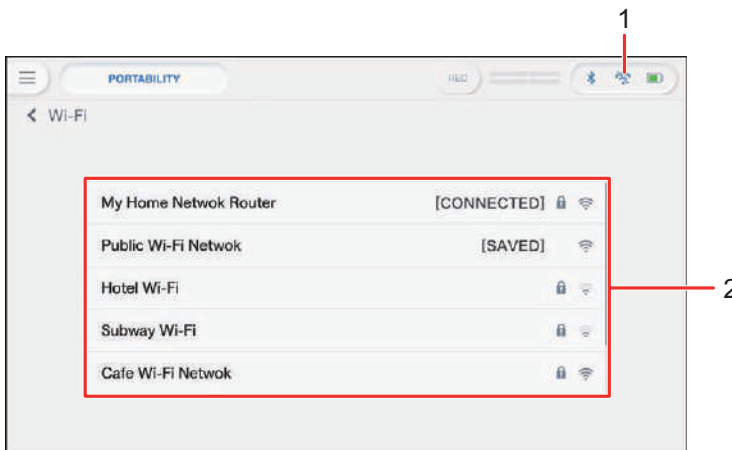 1
PORTABILITY
REC
Wi-Fi
My Home Netwok Router [CONNECTED]
Public Wi-Fi Netwok [SAVED]
Hotel Wi-Fi
2
Subway Wi-Fi
Cafe Wi-Fi Netwok